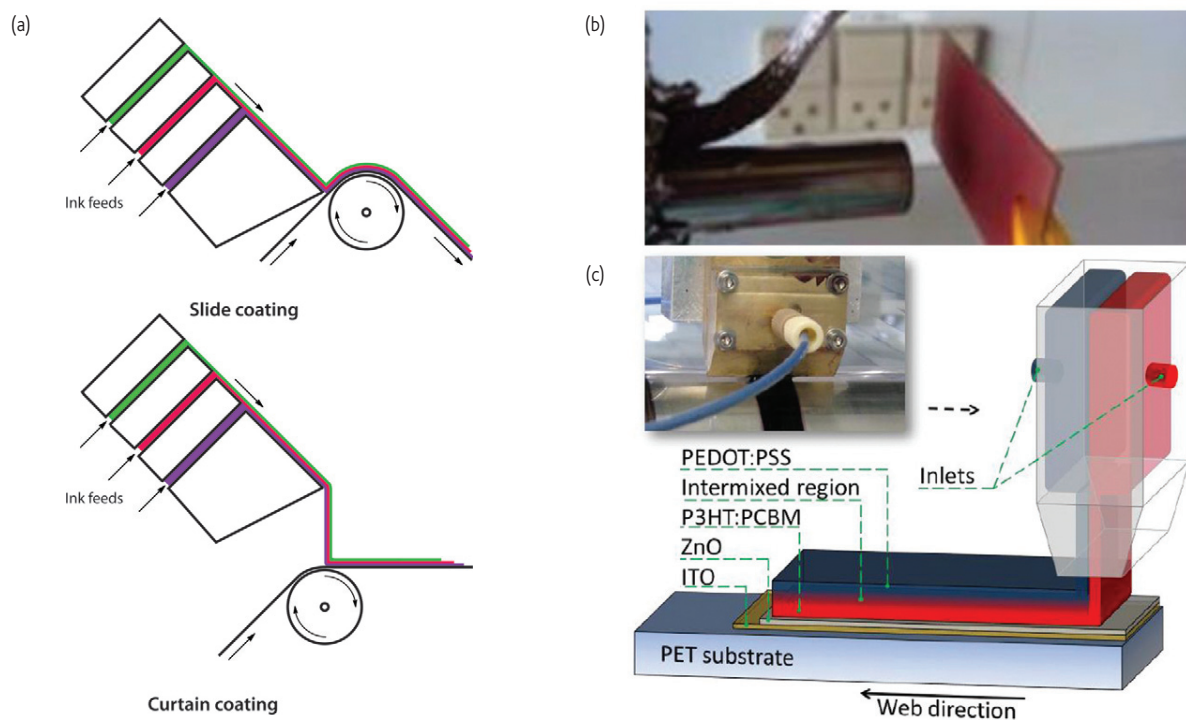 (a)
Ink feeds
Slide coating
Ink feeds
Curtain coating
(b)
(c)
PEDOT:PSS
Intermixed region
P3HT:PCBM
ZnO
ITO
Inlets
PET substrate
Web direction